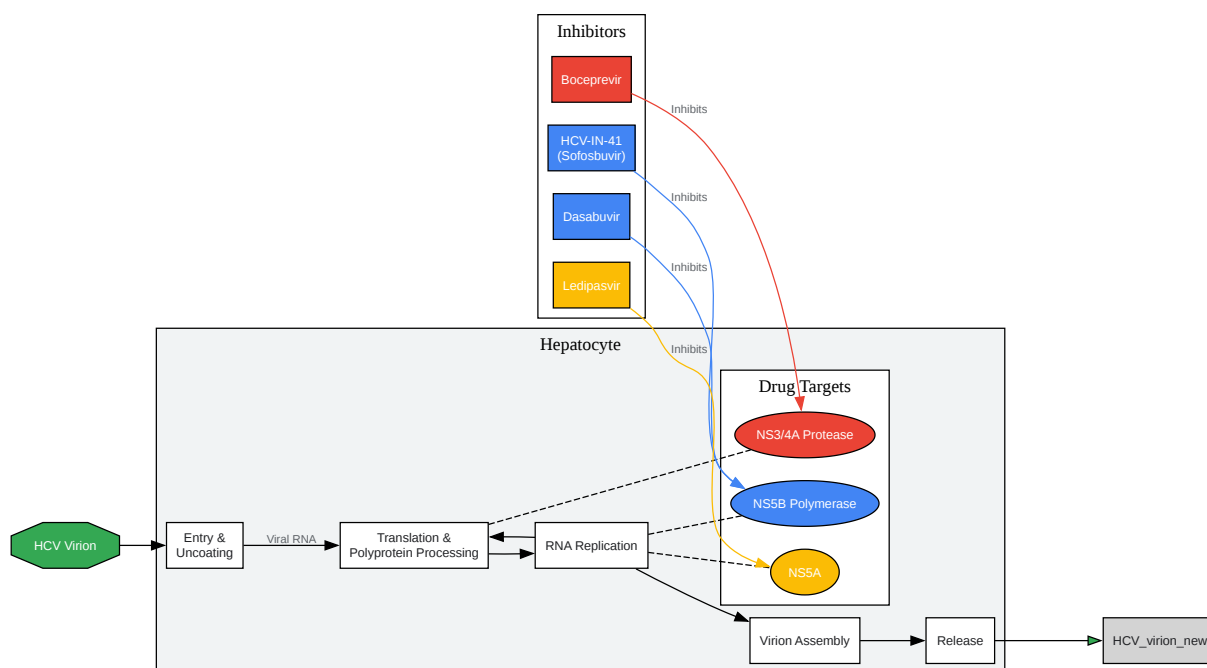 Inhibitors
Boceprevir
Inhibits
HCV-IN-41
(Sofosbuvir)
Inhibits
Dasabuvir
Inhibits
Ledipasvir
Inhibits
Hepatocyte
Drug Targets
NS3/4A Protease
NS5B Polymerase
NS5A
HCV Virion
Entry &
Uncoating
Viral RNA
Translation &
Polyprotein Processing
RNA Replication
Virion Assembly
Release
HCV_virion_new